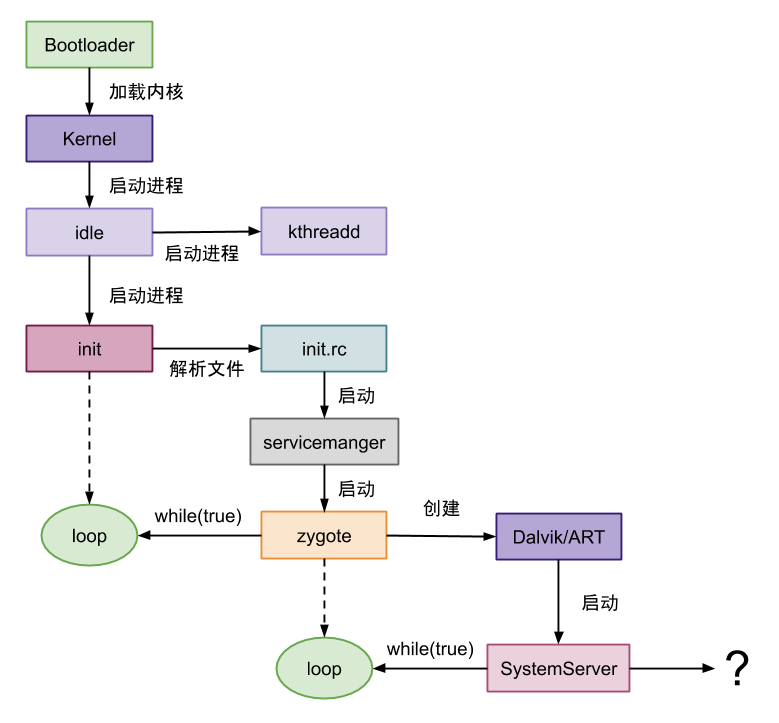 Bootloader
加载内核
Kernel
启动进程
idle
启动进程
kthreadd
启动进程
init
解析文件
init.rc
启动
servicemanger
启动
loop
while(true)
zygote
创建
Dalvik/ART
启动
loop
while(true)
SystemServer
?